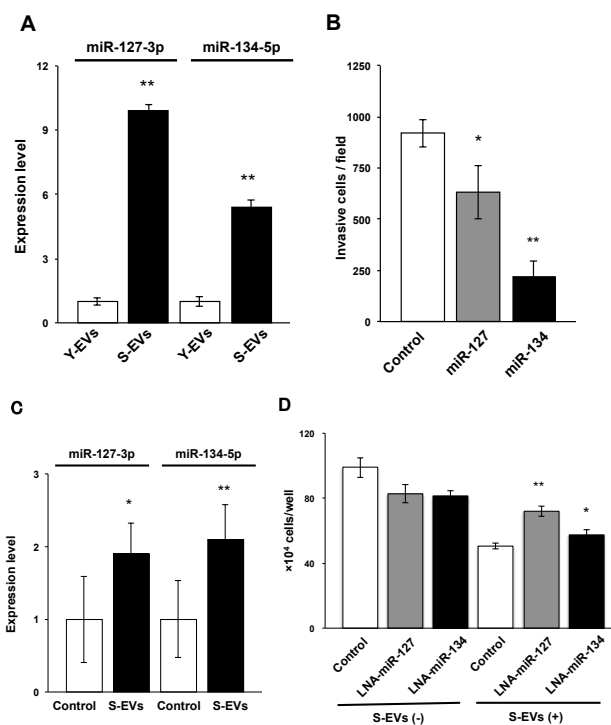 A
miR-127-3p miR-134-5p
**
**
Expression level
12
9
6
3
0
Y-EVs S-EVs Y-EVs S-EVs
B
Invasive cells / field
1250
1000
750
500
250
0
*
**
Control miR-127 miR-134
C
miR-127-3p miR-134-5p
Expression level
3
2
1
0
*
**
Control S-EVs Control S-EVs
D
×10⁴ cells/well
120
80
40
0
**
*
Control LNA-miR-127 LNA-miR-134 Control LNA-miR-127 LNA-miR-134
S-EVs (-) S-EVs (+)